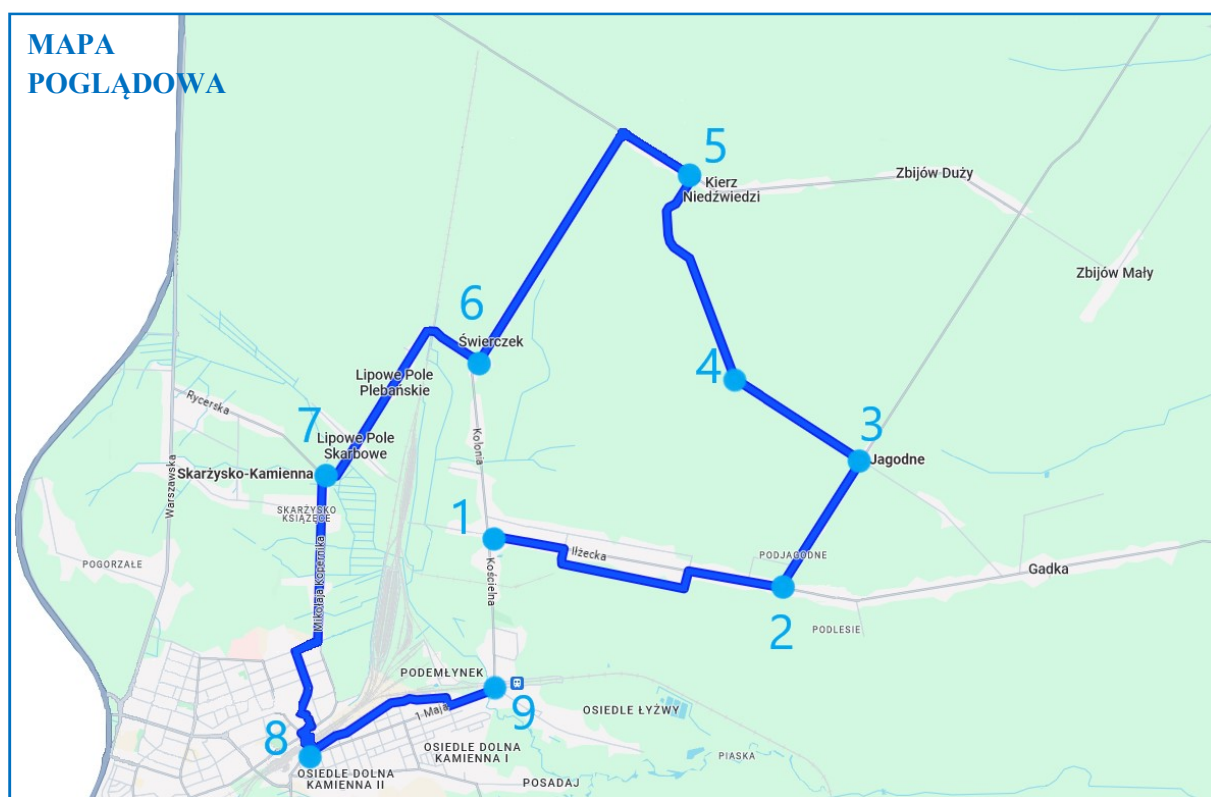 MAPA
POGLĄDOWA
5
Kierz
Niedźwiedzi
Zbijów Duży
Zbijów Mały
6
Świerczek
Lipowe Pole
Plebańskie
4
3
Jagodne
Rycerska
7
Lipowe Pole
Skarbowe
Skarżysko-Kamienna
Kolonia
Warszawska
SKARŻYSKO
KSIĄŻĘCE
1
Iłżecka
PODJAGODNE
Gadka
POGORZAŁE
Mikołaja Kopernika
Kościelna
2
PODLESIE
PODEMŁYNEK
9
1 Maja
OSIEDLE ŁYŻWY
8
OSIEDLE DOLNA
KAMIENNA I
PIASKA
OSIEDLE DOLNA
KAMIENNA II
POSADAJ